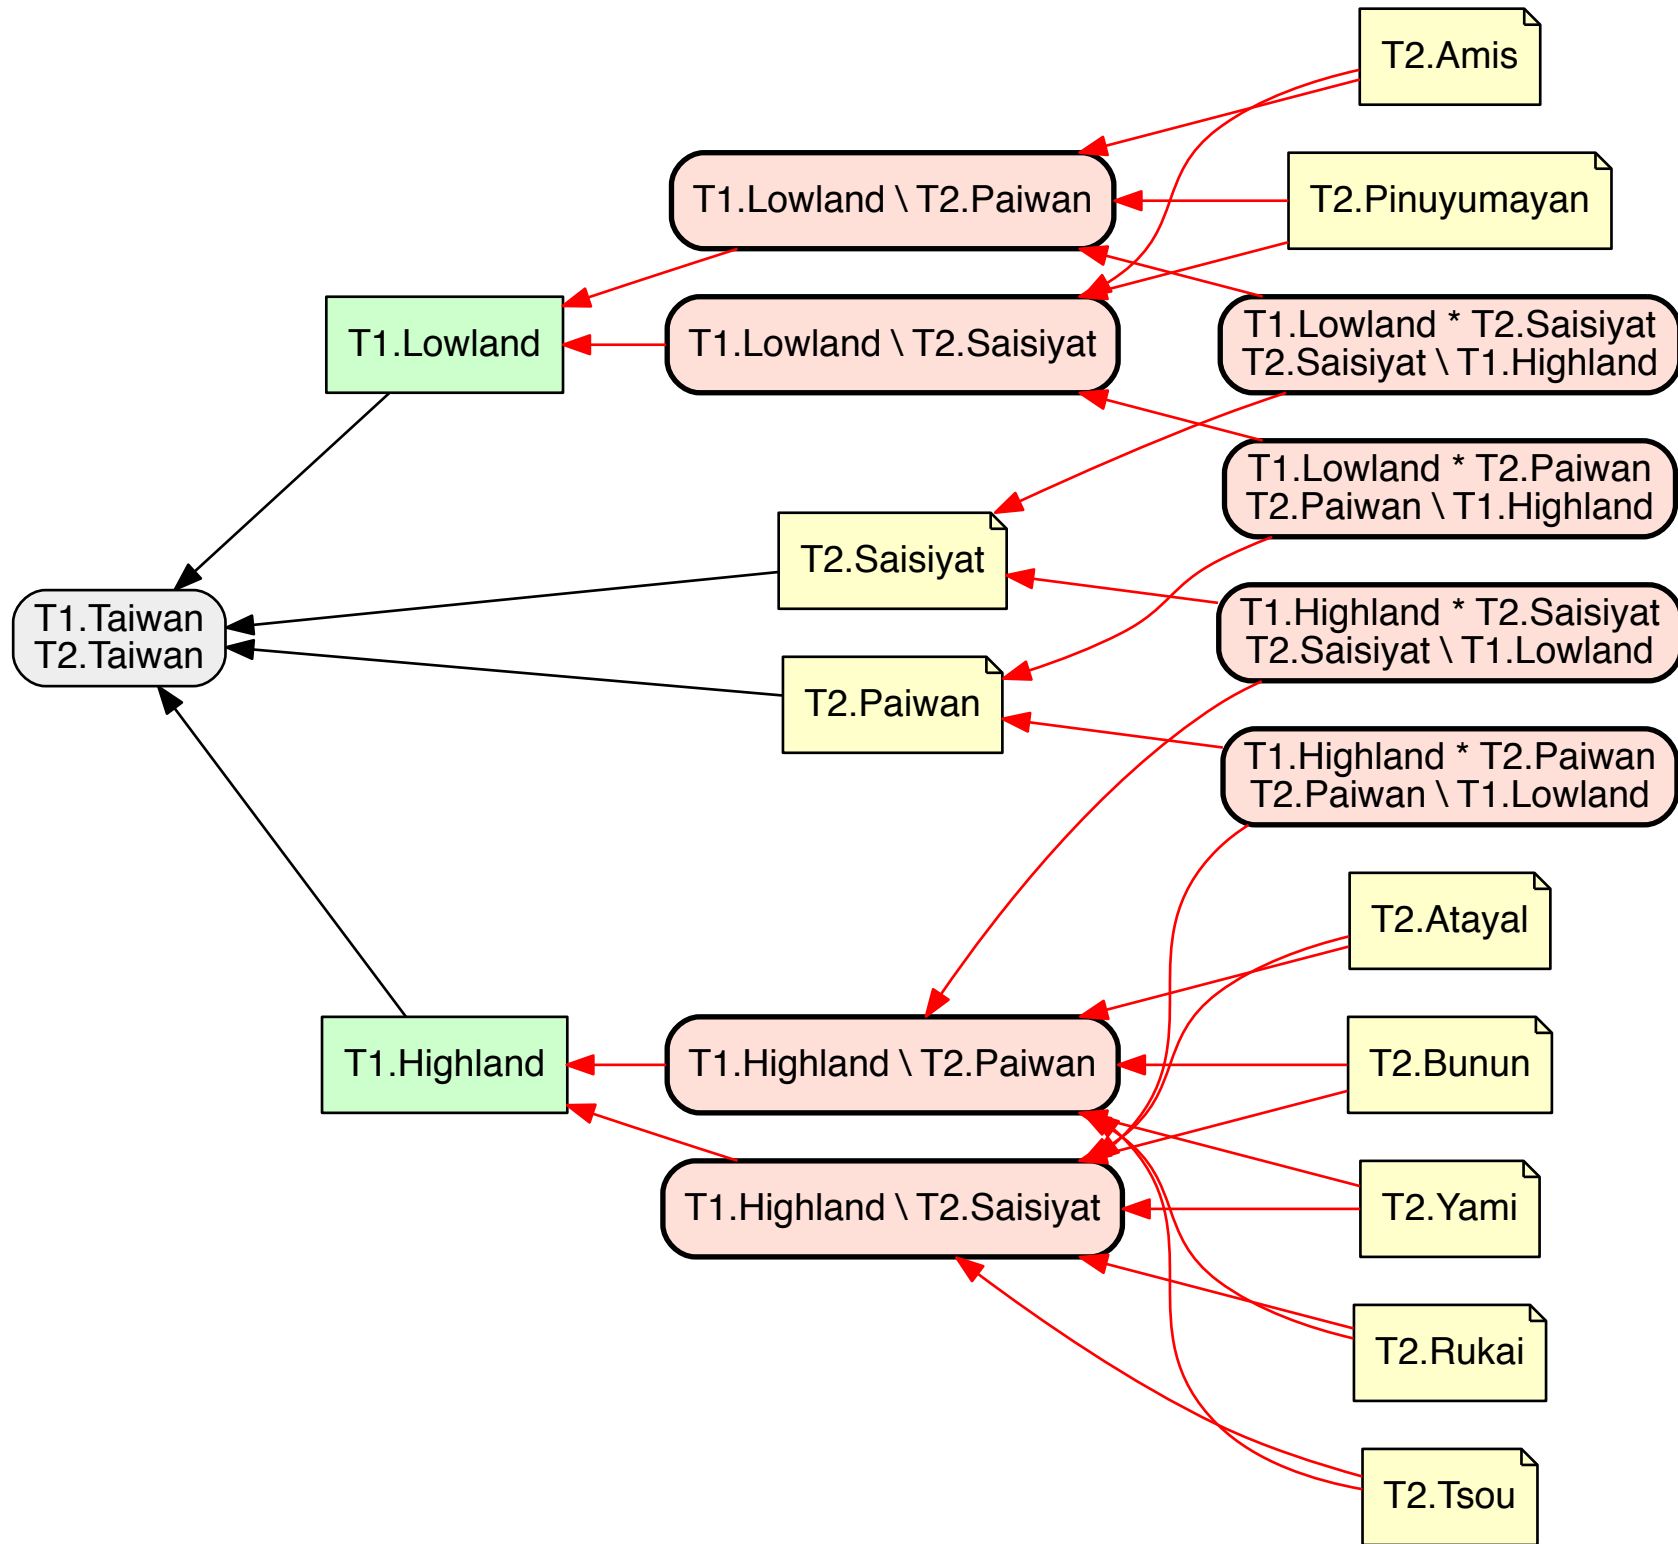 T2.Amis
T1.Lowland \ T2.Paiwan
T2.Pinuyumayan
T1.Lowland
T1.Lowland \ T2.Saisiyat
T1.Lowland * T2.Saisiyat
T2.Saisiyat \ T1.Highland
T1.Lowland * T2.Paiwan
T2.Paiwan \ T1.Highland
T2.Saisiyat
T1.Taiwan
T2.Taiwan
T1.Highland * T2.Saisiyat
T2.Saisiyat \ T1.Lowland
T2.Paiwan
T1.Highland * T2.Paiwan
T2.Paiwan \ T1.Lowland
T2.Atayal
T1.Highland
T1.Highland \ T2.Paiwan
T2.Bunun
T1.Highland \ T2.Saisiyat
T2.Yami
T2.Rukai
T2.Tsou